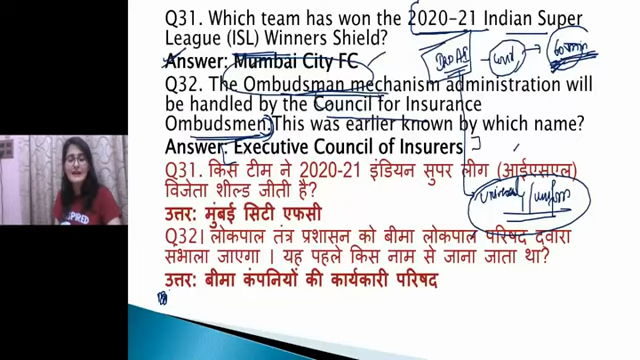 Q31. Which team has won the 2020-21 Indian Super
League (ISL) Winners Shield?
Answer: Mumbai City FC
Q32. The Ombudsman mechanism administration will
be handled by the Council for Insurance
Ombudsmen. This was earlier known by which name?
Answer: Executive Council of Insurers
Q31. किस टीम ने 2020-21 इंडियन सुपर लीग (आईएसएल)
विजेता शील्ड जीती है?
उत्तर: मुंबई सिटी एफसी
Q32। लोकपाल तंत्र प्रशासन को बीमा लोकपाल परिषद द्वारा
संभाला जाएगा । यह पहले किस नाम से जाना जाता था?
उत्तर: बीमा कंपनियों की कार्यकारी परिषद